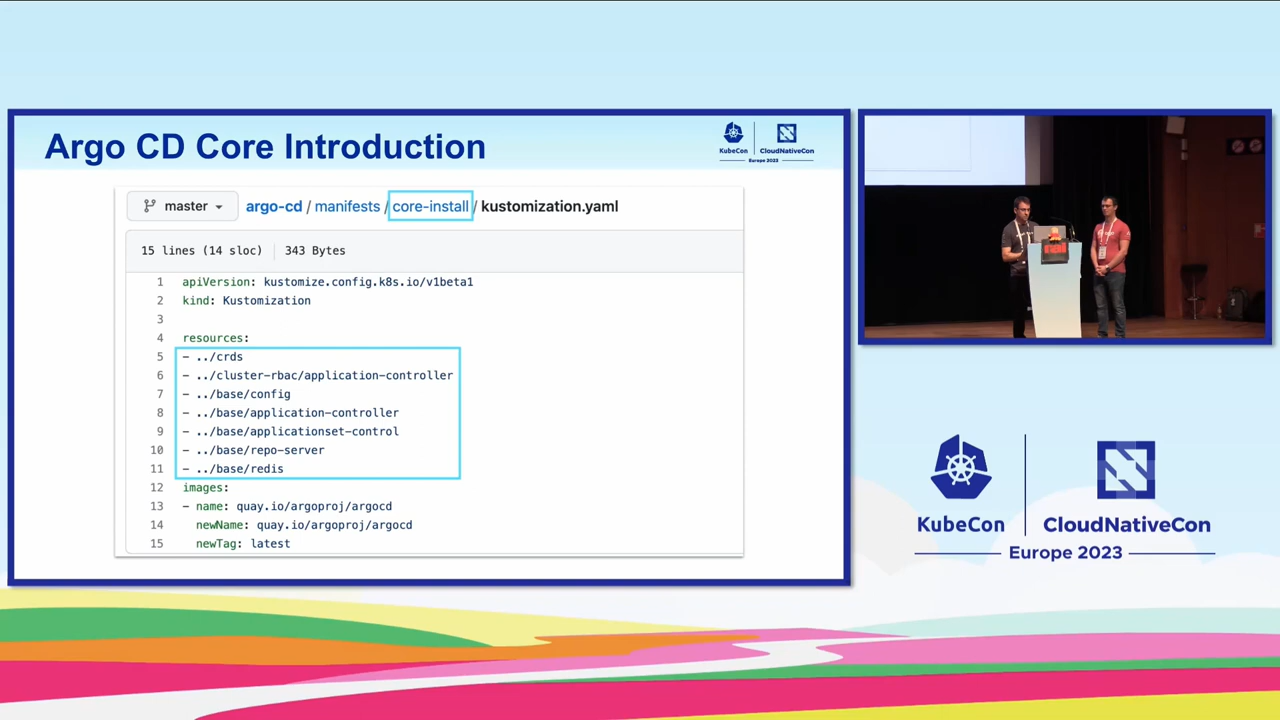 Argo CD Core Introduction
KubeCon
CloudNativeCon
Europe 2023
master
argo-cd / manifests / core-install / kustomization.yaml
15 lines (14 sloc)
343 Bytes
1 apiVersion: kustomize.config.k8s.io/v1beta1
2 kind: Kustomization
3
4 resources:
5 - ../crds
6 - ../cluster-rbac/application-controller
7 - ../base/config
8 - ../base/application-controller
9 - ../base/applicationset-control
10 - ../base/repo-server
11 - ../base/redis
12 images:
13 - name: quay.io/argoproj/argocd
14 newName: quay.io/argoproj/argocd
15 newTag: latest
KubeCon
CloudNativeCon
Europe 2023